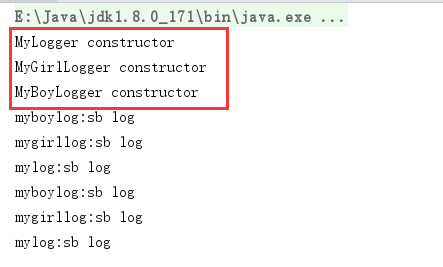 E:\Java\jdk1.8.0_171\bin\java.exe ...
MyLogger constructor
MyGirlLogger constructor
MyBoyLogger constructor
myboylog:sb log
mygirllog:sb log
mylog:sb log
myboylog:sb log
mygirllog:sb log
mylog:sb log